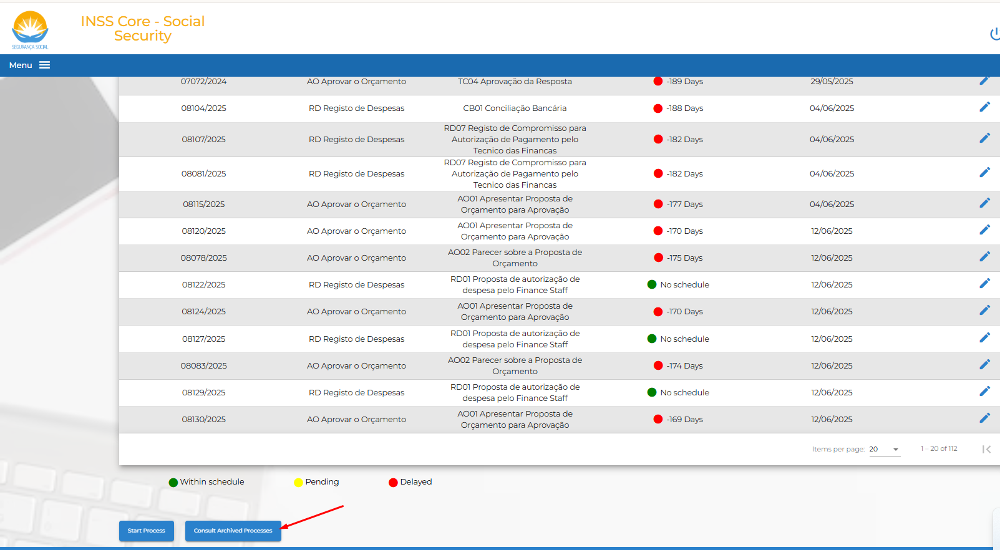 INSS Core - Social
Security
SEGURANÇA SOCIAL
Menu
07072/2024 AO Aprovar o Orçamento TC04 Aprovação da Resposta -189 Days 29/05/2025
08104/2025 RD Registo de Despesas CB01 Conciliação Bancária -188 Days 04/06/2025
RD07 Registo de Compromisso para
08107/2025 RD Registo de Despesas Autorização de Pagamento pelo -182 Days 04/06/2025
Tecnico das Financas
RD07 Registo de Compromisso para
08081/2025 RD Registo de Despesas Autorização de Pagamento pelo -182 Days 04/06/2025
Tecnico das Financas
08115/2025 AO Aprovar o Orçamento AO01 Apresentar Proposta de -177 Days 04/06/2025
Orçamento para Aprovação
08120/2025 AO Aprovar o Orçamento AO01 Apresentar Proposta de -170 Days 12/06/2025
Orçamento para Aprovação
08078/2025 AO Aprovar o Orçamento AO02 Parecer sobre a Proposta de -175 Days 12/06/2025
Orçamento
08122/2025 RD Registo de Despesas RD01 Proposta de autorização de No schedule 12/06/2025
despesa pelo Finance Staff
08124/2025 AO Aprovar o Orçamento AO01 Apresentar Proposta de -170 Days 12/06/2025
Orçamento para Aprovação
08127/2025 RD Registo de Despesas RD01 Proposta de autorização de No schedule 12/06/2025
despesa pelo Finance Staff
08083/2025 AO Aprovar o Orçamento AO02 Parecer sobre a Proposta de -174 Days 12/06/2025
Orçamento
08129/2025 RD Registo de Despesas RD01 Proposta de autorização de No schedule 12/06/2025
despesa pelo Finance Staff
08130/2025 AO Aprovar o Orçamento AO01 Apresentar Proposta de -169 Days 12/06/2025
Orçamento para Aprovação
Items per page: 20 1 – 20 of 112
Within schedule Pending Delayed
Start Process Consult Archived Processes